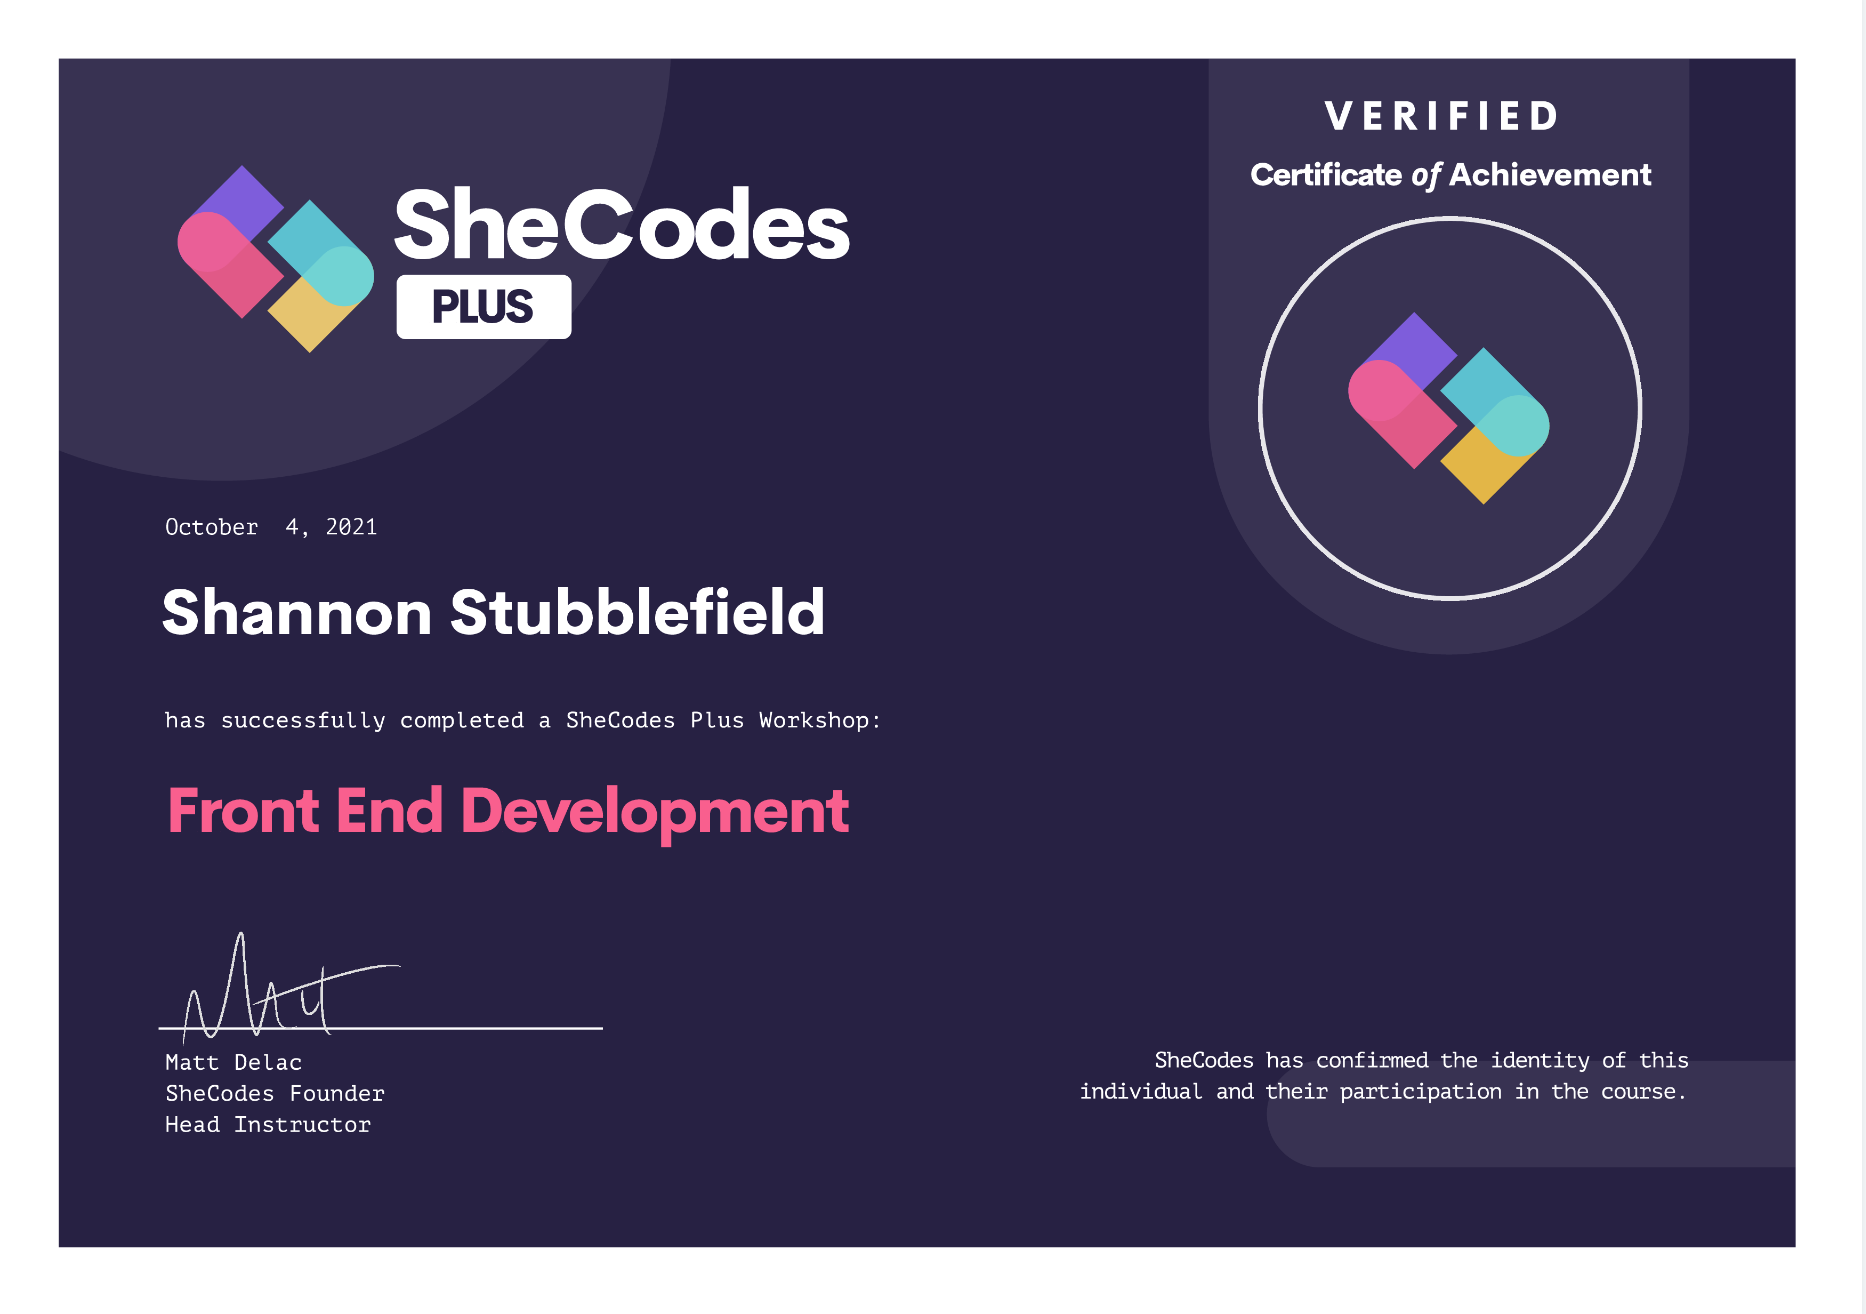 VERIFIED
Certificate of Achievement
SheCodes
PLUS
October  4, 2021
Shannon Stubblefield
has successfully completed a SheCodes Plus Workshop:
Front End Development
Matt
Matt Delac
SheCodes Founder
Head Instructor
SheCodes has confirmed the identity of this
individual and their participation in the course.